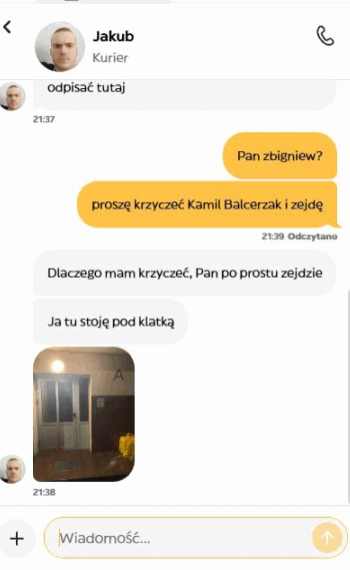 Jakub
Kurier
odpisać tutaj
21:37
Pan zbigniew?
proszę krzyczeć Kamil Balcerzak i zejdę
21:39 Odczytano
Dlaczego mam krzyczeć, Pan po prostu zejdzie
Ja tu stoję pod klatką
A
21:38
Wiadomość...